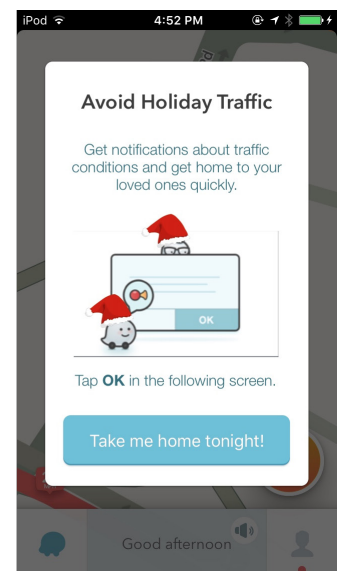 iPod 4:52 PM
Avoid Holiday Traffic
Get notifications about traffic
conditions and get home to your
loved ones quickly.
OK
Tap OK in the following screen.
Take me home tonight!
Good afternoon